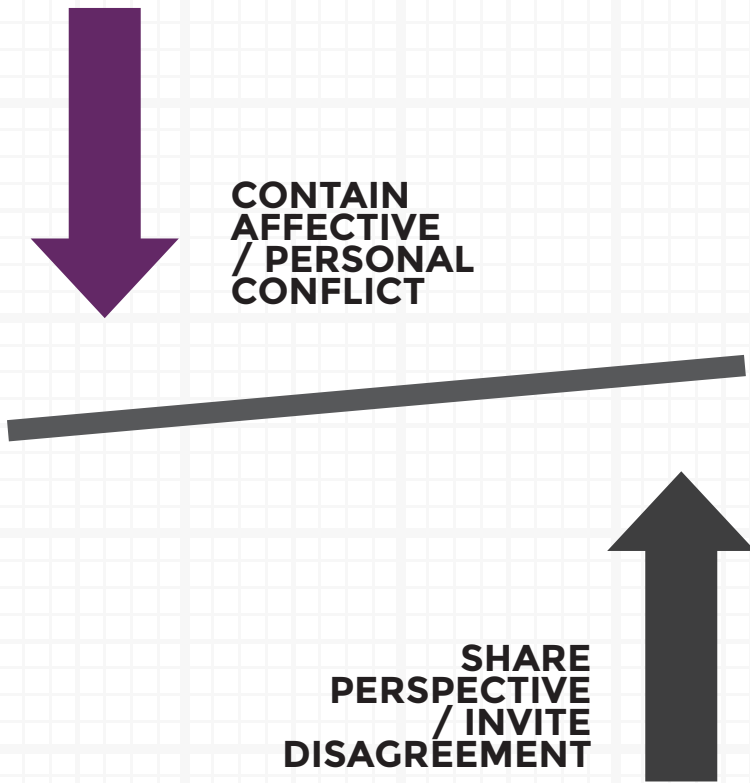 CONTAIN
AFFECTIVE
/ PERSONAL
CONFLICT
SHARE
PERSPECTIVE
/ INVITE
DISAGREEMENT